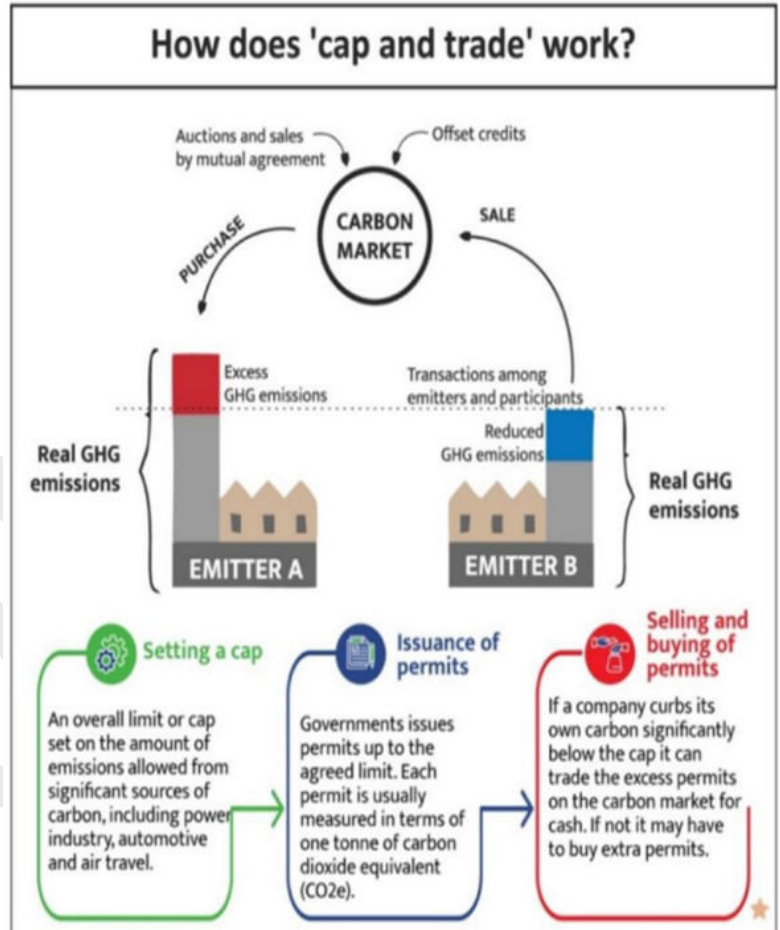 How does 'cap and trade' work?
Auctions and sales
by mutual agreement
Offset credits
CARBON
MARKET
PURCHASE
SALE
Excess
GHG emissions
Transactions among
emitters and participants
Reduced
GHG emissions
Real GHG
emissions
Real GHG
emissions
EMITTER A
EMITTER B
Setting a cap
An overall limit or cap
set on the amount of
emissions allowed from
significant sources of
carbon, including power
industry, automotive
and air travel.
Issuance of
permits
Governments issues
permits up to the
agreed limit. Each
permit is usually
measured in terms of
one tonne of carbon
dioxide equivalent
(CO2e).
Selling and
buying of
permits
If a company curbs its
own carbon significantly
below the cap it can
trade the excess permits
on the carbon market for
cash. If not it may have
to buy extra permits.